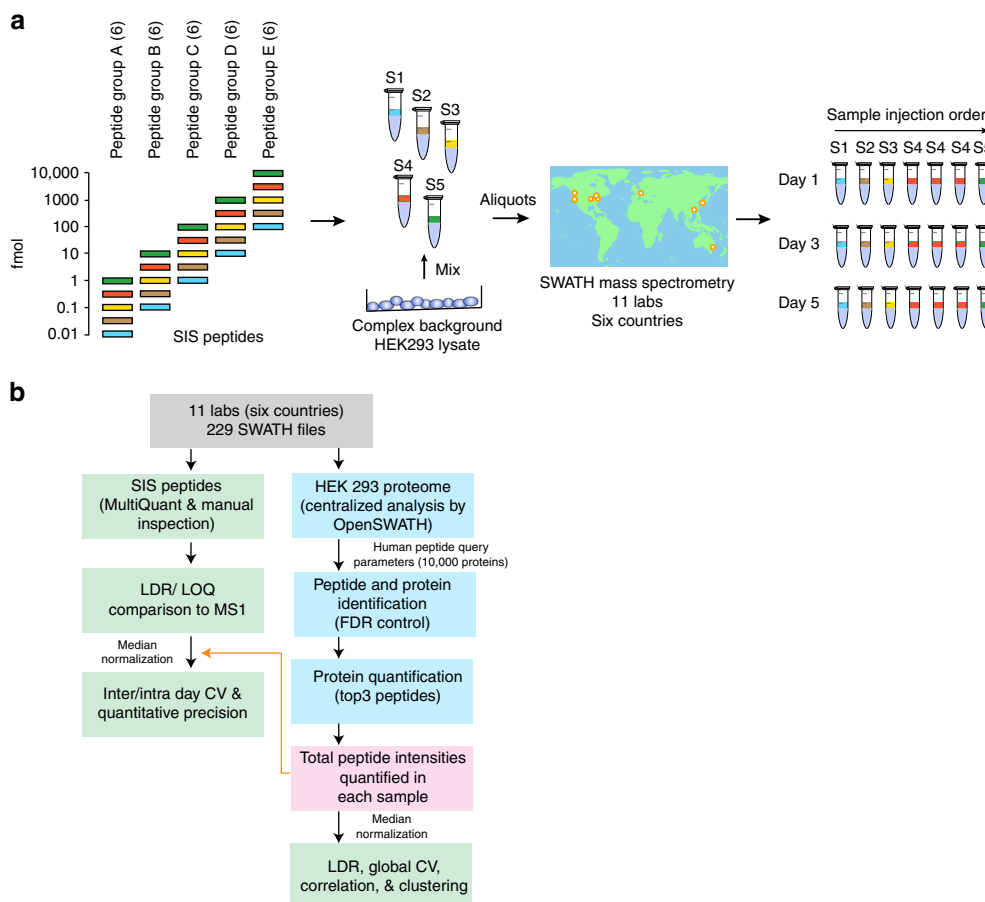 a
Peptide group A (6)
Peptide group B (6)
Peptide group C (6)
Peptide group D (6)
Peptide group E (6)
10,000
1000
100
10
1
0.1
0.01
fmol
SIS peptides
S1
S2
S3
S4
S5
Mix
Complex background
HEK293 lysate
Aliquots
SWATH mass spectrometry
11 labs
Six countries
Sample injection order
S1 S2 S3 S4 S4 S4 S5
Day 1
Day 3
Day 5
b
11 labs (six countries)
229 SWATH files
SIS peptides
(MultiQuant & manual
inspection)
HEK 293 proteome
(centralized analysis by
OpenSWATH)
Human peptide query
parameters (10,000 proteins)
LDR/ LOQ
comparison to MS1
Peptide and protein
identification
(FDR control)
Median
normalization
Inter/intra day CV &
quantitative precision
Protein quantification
(top3 peptides)
Total peptide intensities
quantified in
each sample
Median
normalization
LDR, global CV,
correlation, & clustering